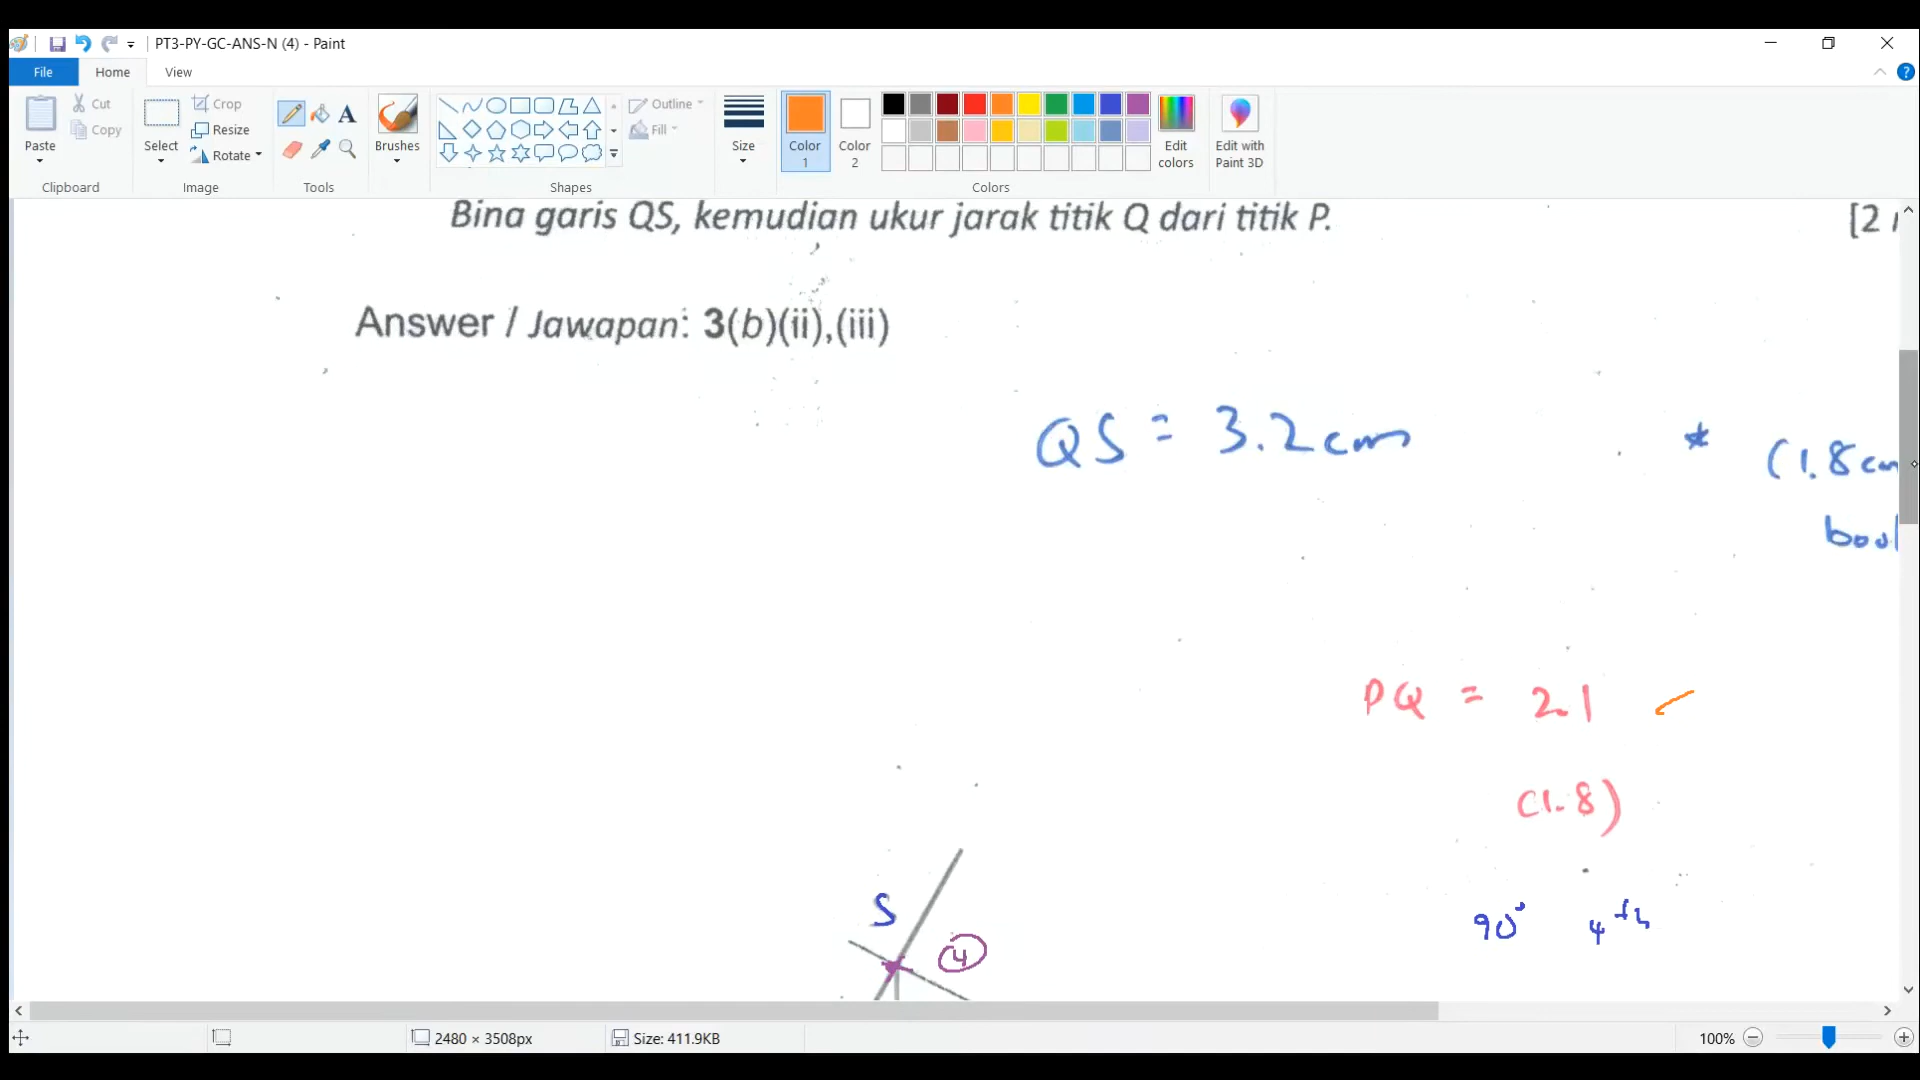 PT3-PY-GC-ANS-N (4) - Paint
File Home View
Paste
Cut
Copy
Clipboard
Select
Crop
Resize
Rotate
Image
Tools
Brushes
Shapes
Outline
Fill
Size
Color 1
Color 2
Colors
Edit colors
Edit with Paint 3D
Bina garis QS, kemudian ukur jarak titik Q dari titik P.
[2
Answer / Jawapan: 3(b)(ii),(iii)
QS = 3.2cm
* (1.8cm
PQ = 2.1
(1.8)
S
90° 4th
4
2480 × 3508px
Size: 411.9KB
100%